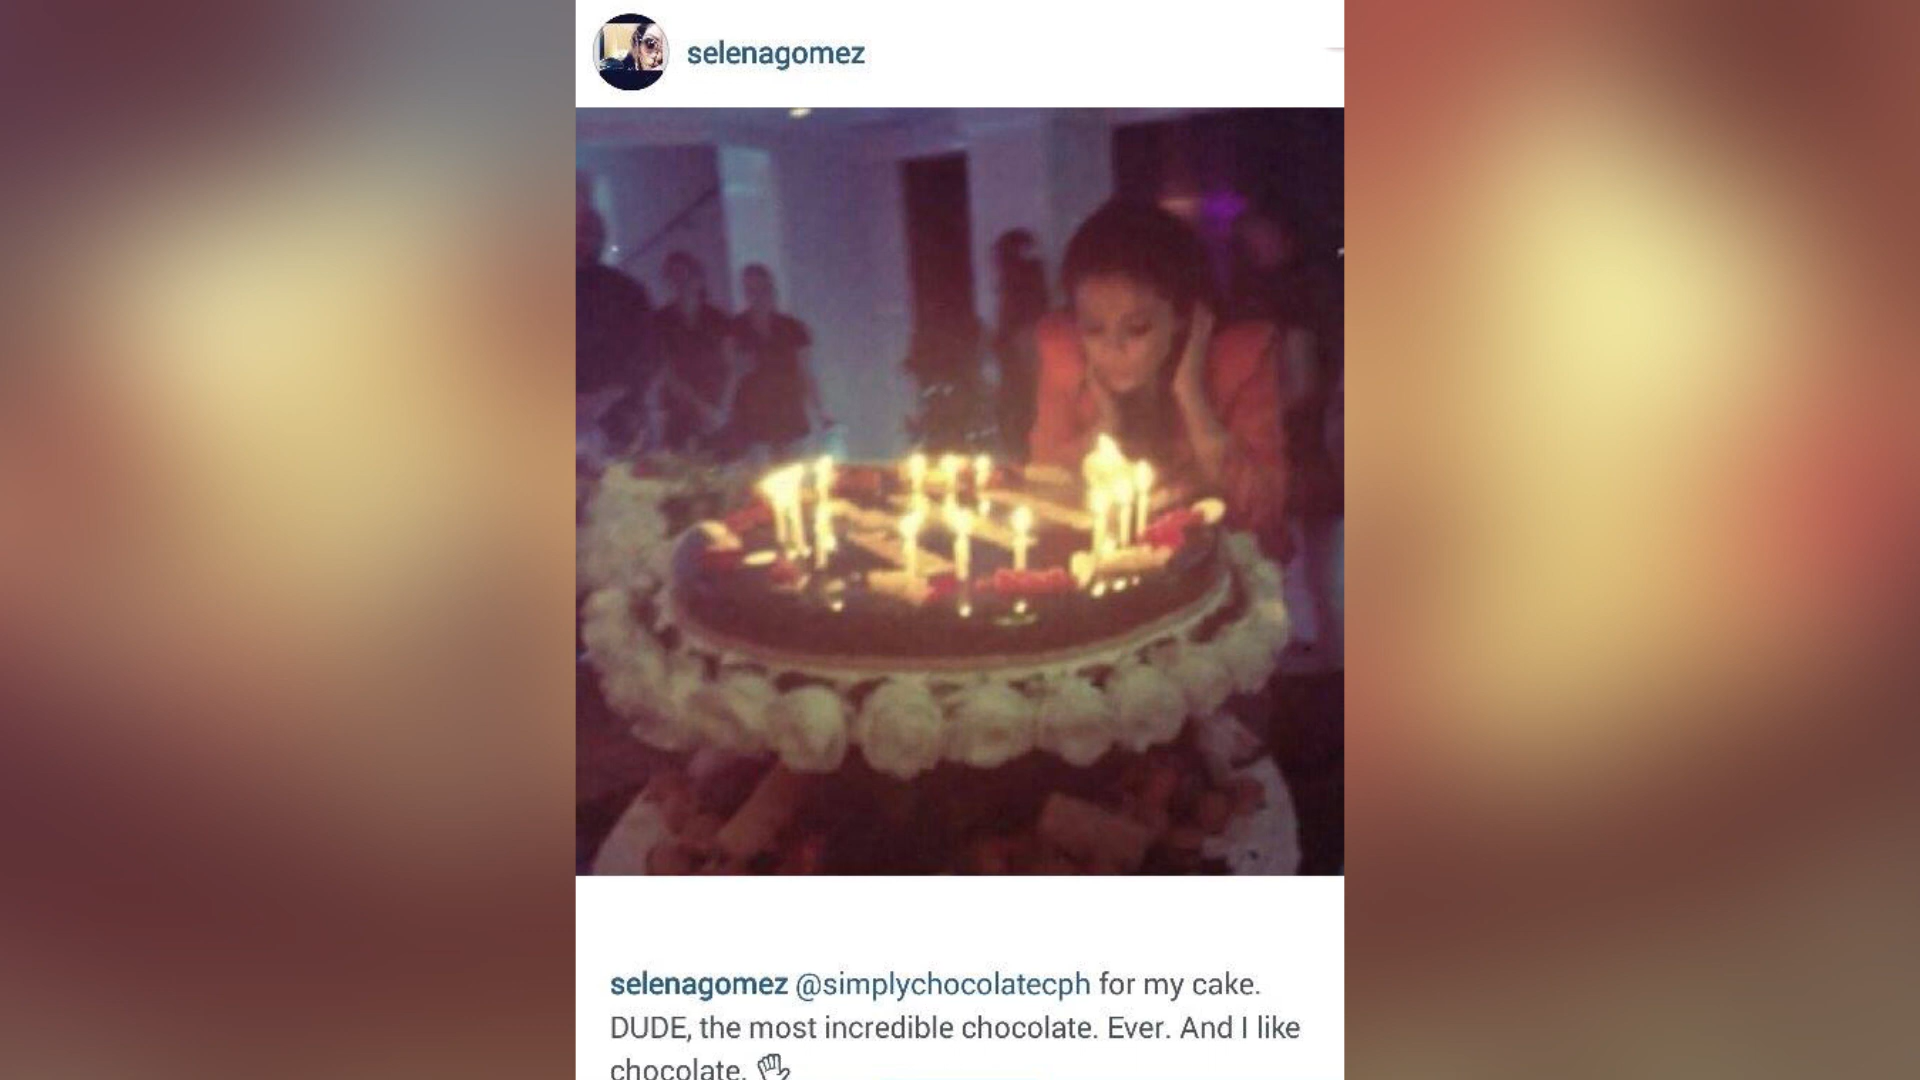 selenagomez
selenagomez @simplychocolatecph for my cake.
DUDE, the most incredible chocolate. Ever. And I like
chocolate. 👋